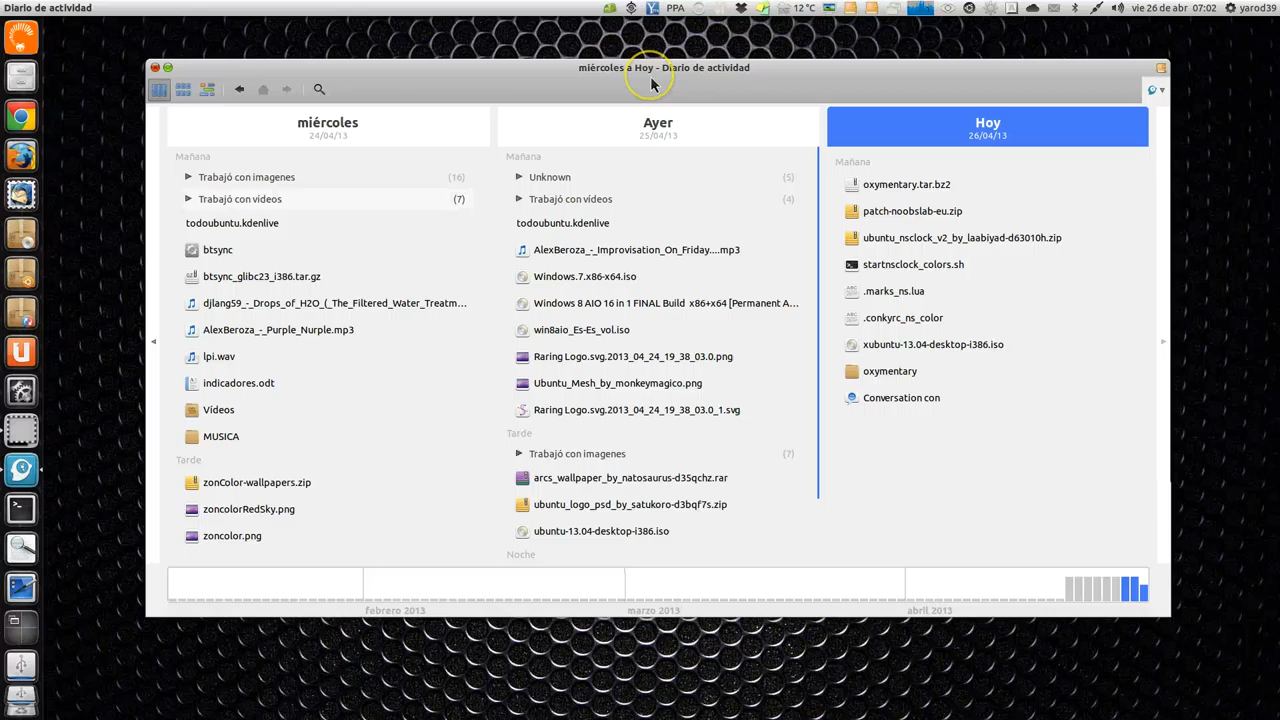 Diario de actividad
PPA
12 °C
vie 26 de abr 07:02
yarod39
miércoles a Hoy - Diario de actividad
miércoles
24/04/13
Mañana
Trabajó con imagenes (16)
Trabajó con vídeos (7)
todoubuntu.kdenlive
btsync
btsync_glibc23_i386.tar.gz
djlang59_-_Drops_of_H2O_(_The_Filtered_Water_Treatm...
AlexBeroza_-_Purple_Nurple.mp3
lpi.wav
indicadores.odt
Vídeos
MUSICA
Tarde
zonColor-wallpapers.zip
zoncolorRedSky.png
zoncolor.png
Ayer
25/04/13
Mañana
Unknown (5)
Trabajó con vídeos (4)
todoubuntu.kdenlive
AlexBeroza_-_Improvisation_On_Friday....mp3
Windows.7.x86-x64.iso
Windows 8 AIO 16 in 1 FINAL Build x86+x64 [Permanent A...
win8aio_Es-Es_vol.iso
Raring Logo.svg.2013_04_24_19_38_03.0.png
Ubuntu_Mesh_by_monkeymagico.png
Raring Logo.svg.2013_04_24_19_38_03.0_1.svg
Tarde
Trabajó con imagenes (7)
arcs_wallpaper_by_natosaurus-d35qchz.rar
ubuntu_logo_psd_by_satukoro-d3bqf7s.zip
ubuntu-13.04-desktop-i386.iso
Noche
Hoy
26/04/13
Mañana
oxymentary.tar.bz2
patch-noobslab-eu.zip
ubuntu_nsclock_v2_by_laabiyad-d63010h.zip
startnsclock_colors.sh
.marks_ns.lua
.conkyrc_ns_color
xubuntu-13.04-desktop-i386.iso
oxymentary
Conversation con
febrero 2013
marzo 2013
abril 2013